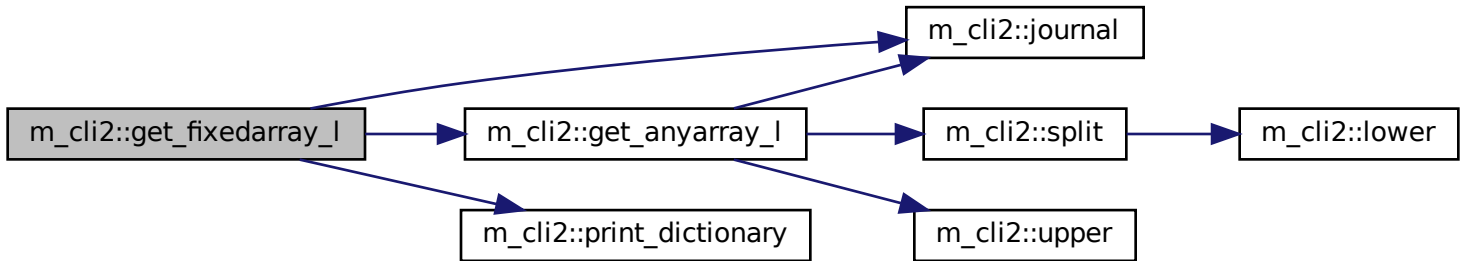 m_cli2::journal
m_cli2::get_fixedarray_l
m_cli2::get_anyarray_l
m_cli2::split
m_cli2::lower
m_cli2::print_dictionary
m_cli2::upper